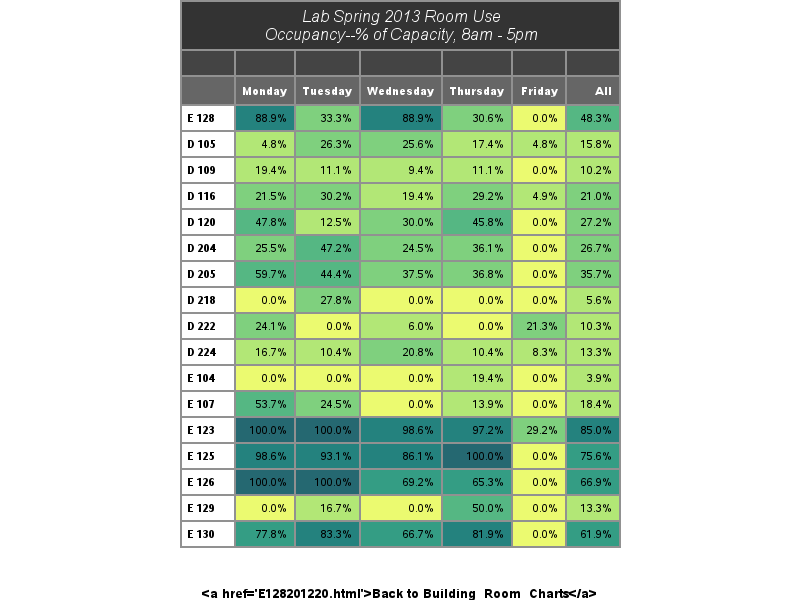 Lab Spring 2013 Room Use
Occupancy--% of Capacity, 8am - 5pm
Monday Tuesday Wednesday Thursday Friday All
E 128 88.9% 33.3% 88.9% 30.6% 0.0% 48.3%
D 105 4.8% 26.3% 25.6% 17.4% 4.8% 15.8%
D 109 19.4% 11.1% 9.4% 11.1% 0.0% 10.2%
D 116 21.5% 30.2% 19.4% 29.2% 4.9% 21.0%
D 120 47.8% 12.5% 30.0% 45.8% 0.0% 27.2%
D 204 25.5% 47.2% 24.5% 36.1% 0.0% 26.7%
D 205 59.7% 44.4% 37.5% 36.8% 0.0% 35.7%
D 218 0.0% 27.8% 0.0% 0.0% 0.0% 5.6%
D 222 24.1% 0.0% 6.0% 0.0% 21.3% 10.3%
D 224 16.7% 10.4% 20.8% 10.4% 8.3% 13.3%
E 104 0.0% 0.0% 0.0% 19.4% 0.0% 3.9%
E 107 53.7% 24.5% 0.0% 13.9% 0.0% 18.4%
E 123 100.0% 100.0% 98.6% 97.2% 29.2% 85.0%
E 125 98.6% 93.1% 86.1% 100.0% 0.0% 75.6%
E 126 100.0% 100.0% 69.2% 65.3% 0.0% 66.9%
E 129 0.0% 16.7% 0.0% 50.0% 0.0% 13.3%
E 130 77.8% 83.3% 66.7% 81.9% 0.0% 61.9%
<a href='E128201220.html'>Back to Building_Room_Charts</a>